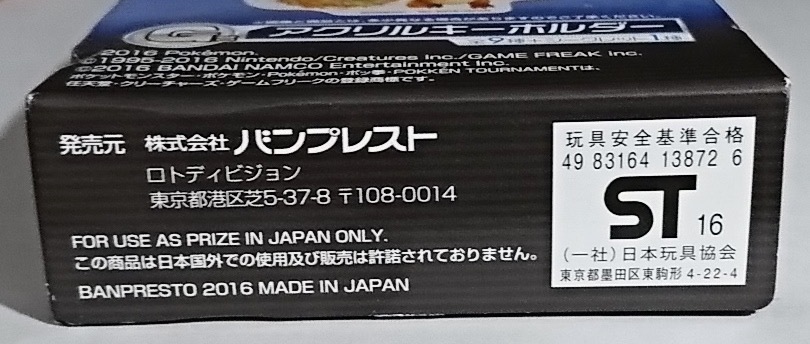 アクリルキーホルダー
©2016 Pokémon.
©1995-2016 Nintendo/Creatures Inc./GAME FREAK inc.
©2016 BANDAI NAMCO Entertainment Inc.
ポケットモンスター・ポケモン・Pokémon・ポッ拳・POKKÉN TOURNAMENTは、
任天堂・クリーチャーズ・ゲームフリークの登録商標です。
発売元 株式会社 バンプレスト
ロトディビジョン
東京都港区芝5-37-8 〒108-0014
FOR USE AS PRIZE IN JAPAN ONLY.
この商品は日本国外での使用及び販売は許諾されておりません。
BANPRESTO 2016 MADE IN JAPAN
玩具安全基準合格
49 83164 13872 6
ST 16
(一社)日本玩具協会
東京都墨田区東駒形4-22-4